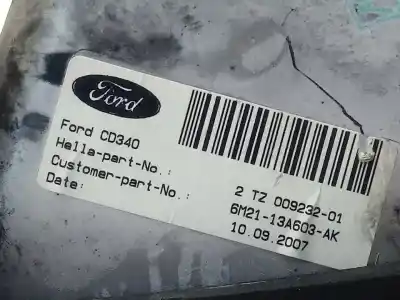 Ford
Ford CD340
Hella-part-No.: 2 TZ 009232-01
Customer-part-No.: 6M21-13A603-AK
Date: 10.09.2007